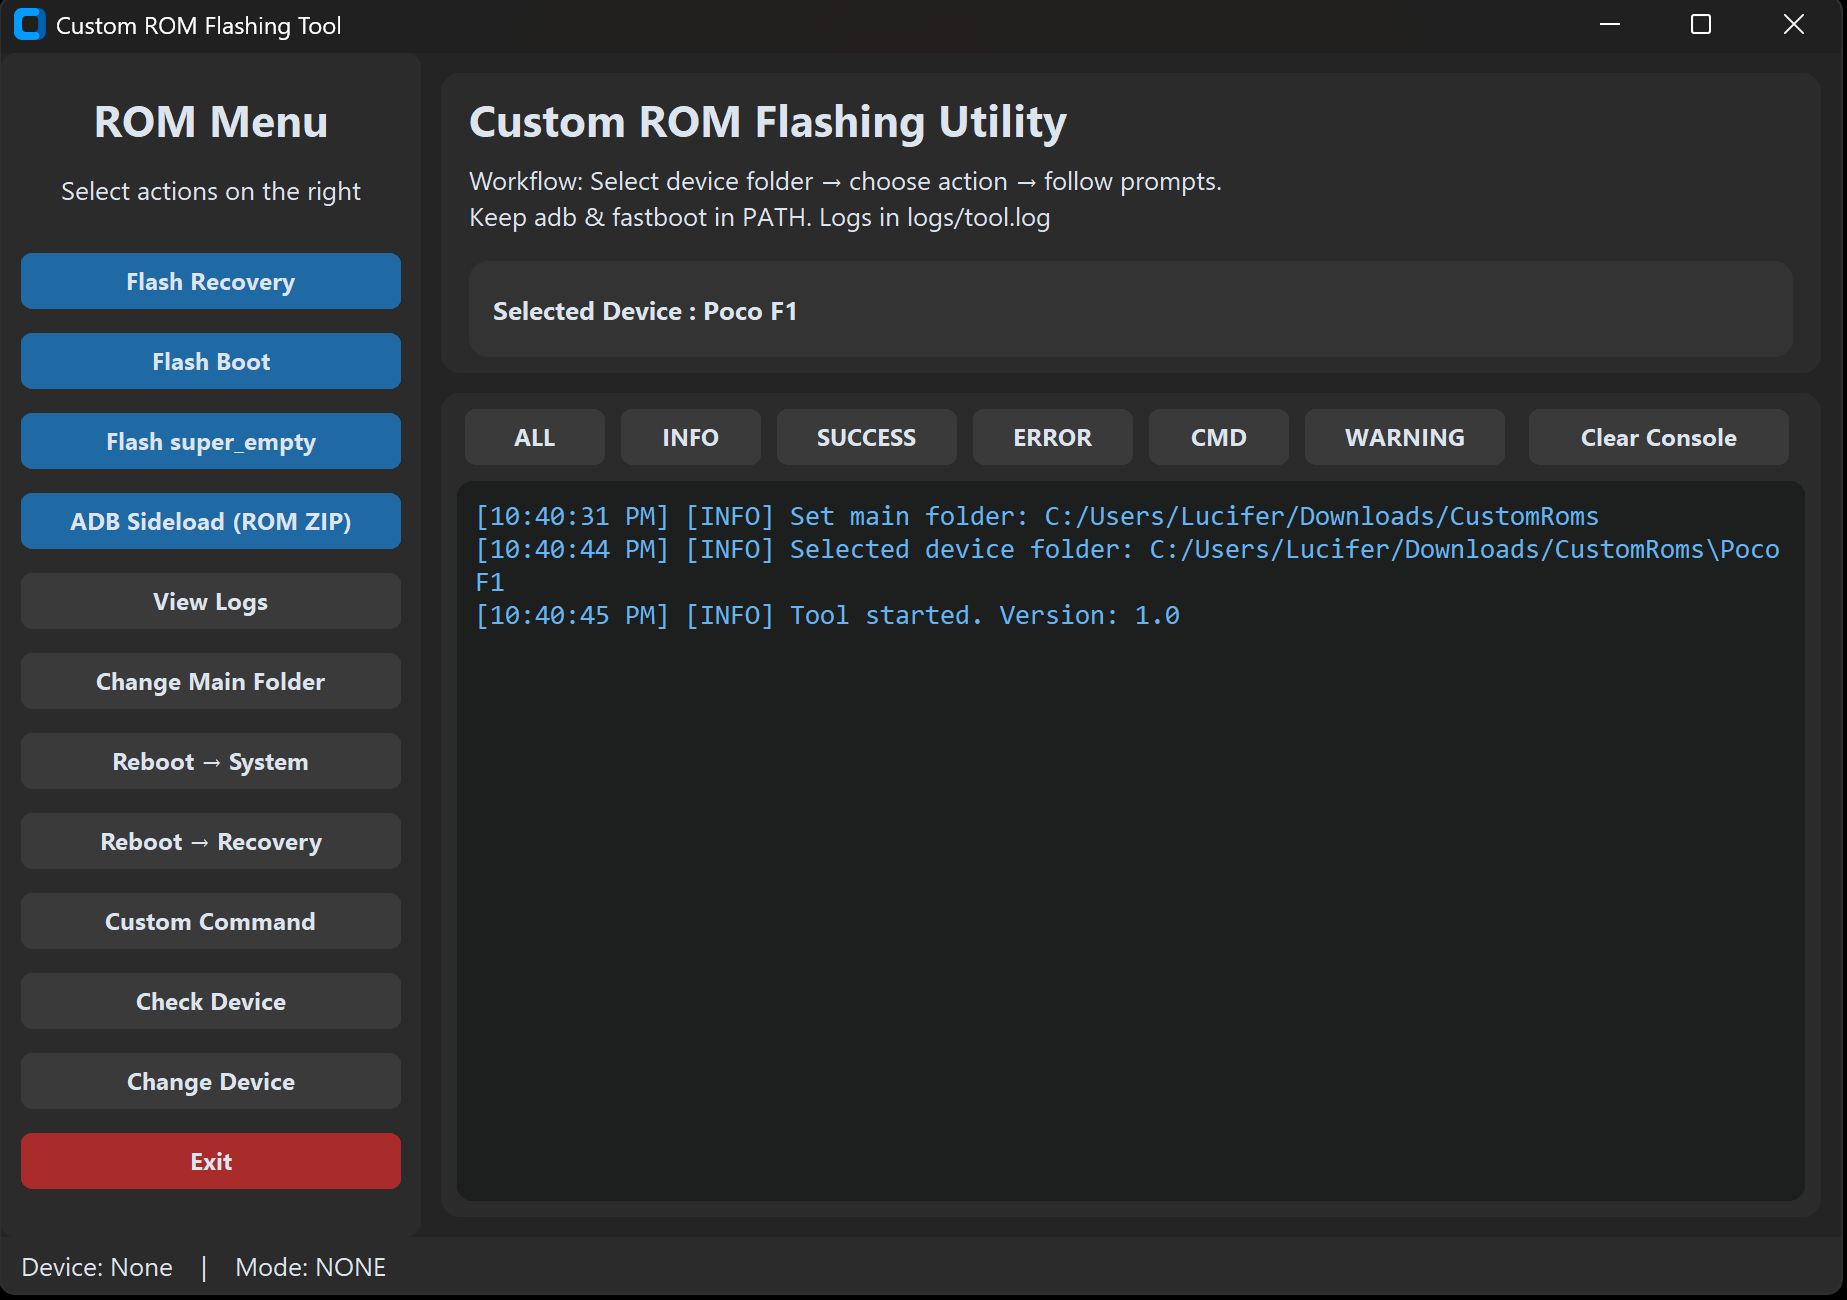 Custom ROM Flashing Tool
ROM Menu
Select actions on the right
Flash Recovery
Flash Boot
Flash super_empty
ADB Sideload (ROM ZIP)
View Logs
Change Main Folder
Reboot → System
Reboot → Recovery
Custom Command
Check Device
Change Device
Exit
Custom ROM Flashing Utility
Workflow: Select device folder → choose action → follow prompts.
Keep adb & fastboot in PATH. Logs in logs/tool.log
Selected Device : Poco F1
ALL INFO SUCCESS ERROR CMD WARNING Clear Console
[10:40:31 PM] [INFO] Set main folder: C:/Users/Lucifer/Downloads/CustomRoms
[10:40:44 PM] [INFO] Selected device folder: C:/Users/Lucifer/Downloads/CustomRoms\Poco
F1
[10:40:45 PM] [INFO] Tool started. Version: 1.0
Device: None | Mode: NONE